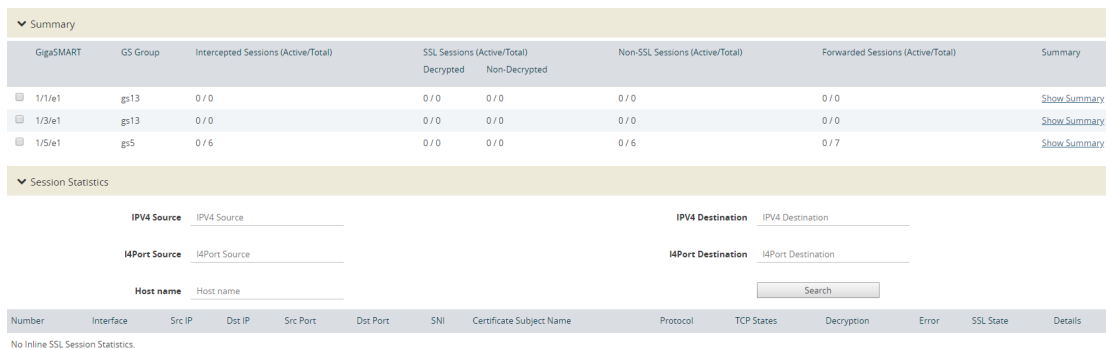 Summary
GigaSMART GS Group Intercepted Sessions (Active/Total) SSL Sessions (Active/Total) Non-SSL Sessions (Active/Total) Forwarded Sessions (Active/Total) Summary
Decrypted Non-Decrypted
1/1/e1 gs13 0 / 0 0 / 0 0 / 0 0 / 0 0 / 0 Show Summary
1/3/e1 gs13 0 / 0 0 / 0 0 / 0 0 / 0 0 / 0 Show Summary
1/5/e1 gs5 0 / 6 0 / 0 0 / 0 0 / 6 0 / 7 Show Summary
Session Statistics
IPV4 Source IPV4 Source IPV4 Destination IPV4 Destination
l4Port Source l4Port Source l4Port Destination l4Port Destination
Host name Host name Search
Number Interface Src IP Dst IP Src Port Dst Port SNI Certificate Subject Name Protocol TCP States Decryption Error SSL State Details
No Inline SSL Session Statistics.